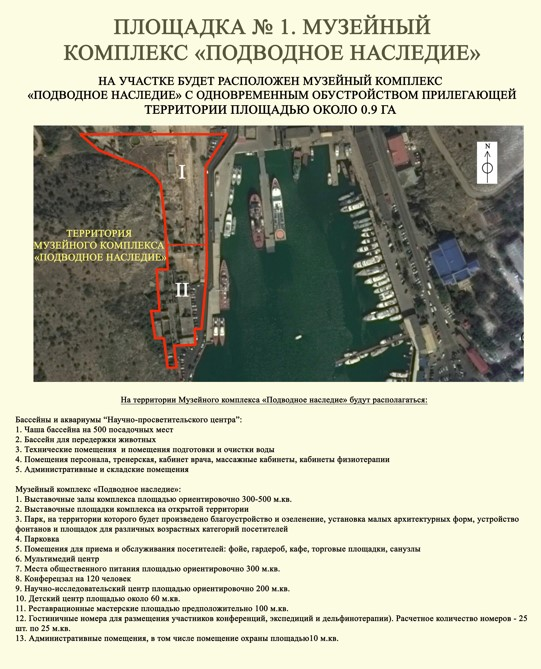 ПЛОЩАДКА № 1. МУЗЕЙНЫЙ
КОМПЛЕКС «ПОДВОДНОЕ НАСЛЕДИЕ»
НА УЧАСТКЕ БУДЕТ РАСПОЛОЖЕН МУЗЕЙНЫЙ КОМПЛЕКС
«ПОДВОДНОЕ НАСЛЕДИЕ» С ОДНОВРЕМЕННЫМ ОБУСТРОЙСТВОМ ПРИЛЕГАЮЩЕЙ
ТЕРРИТОРИИ ПЛОЩАДЬЮ ОКОЛО 0.9 ГА
N
I
ТЕРРИТОРИЯ
МУЗЕЙНОГО КОМПЛЕКСА
«ПОДВОДНОЕ НАСЛЕДИЕ»
II
На территории Музейного комплекса «Подводное наследие» будут располагаться:
Бассейны и аквариумы “Научно-просветительского центра”:
1. Чаша бассейна на 500 посадочных мест
2. Бассейн для передержки животных
3. Технические помещения и помещения подготовки и очистки воды
4. Помещения персонала, тренерская, кабинет врача, массажные кабинеты, кабинеты физиотерапии
5. Административные и складские помещения
Музейный комплекс «Подводное наследие»:
1. Выставочные залы комплекса площадью ориентировочно 300-500 м.кв.
2. Выставочные площадки комплекса на открытой территории
3. Парк, на территории которого будет произведено благоустройство и озеленение, установка малых архитектурных форм, устройство
фонтанов и площадок для различных возрастных категорий посетителей
4. Парковка
5. Помещения для приема и обслуживания посетителей: фойе, гардероб, кафе, торговые площадки, санузлы
6. Мультимедий центр
7. Места общественного питания площадью ориентировочно 300 м.кв.
8. Конференцзал на 120 человек
9. Научно-исследовательский центр площадью ориентировочно 200 м.кв.
10. Детский центр площадью около 60 м.кв.
11. Реставрационные мастерские площадью предположительно 100 м.кв.
12. Гостиничные номера для размещения участников конференций, экспедиций и дельфинотерапии). Расчетное количество номеров - 25
шт. по 25 м.кв.
13. Административные помещения, в том числе помещение охраны площадью10 м.кв.